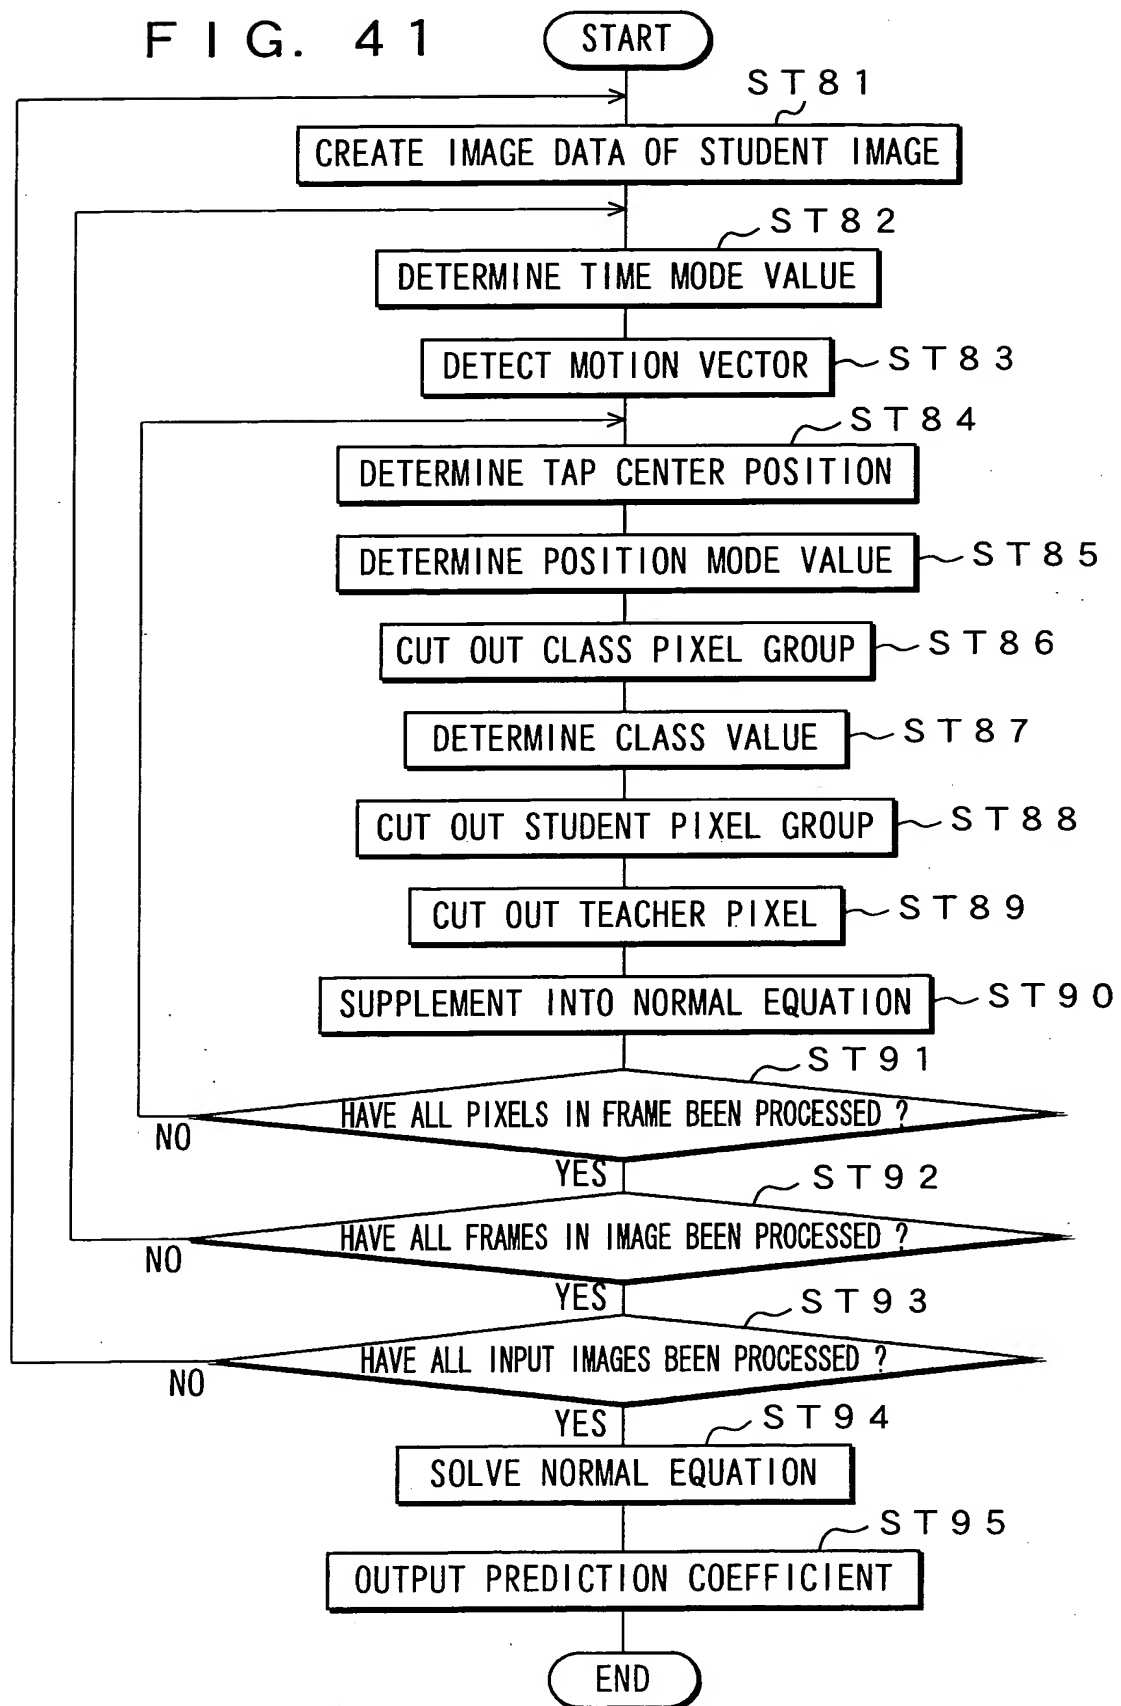 FIG. 41
START
ST81
CREATE IMAGE DATA OF STUDENT IMAGE
ST82
DETERMINE TIME MODE VALUE
DETECT MOTION VECTOR
ST83
ST84
DETERMINE TAP CENTER POSITION
DETERMINE POSITION MODE VALUE
ST85
CUT OUT CLASS PIXEL GROUP
ST86
DETERMINE CLASS VALUE
ST87
CUT OUT STUDENT PIXEL GROUP
ST88
CUT OUT TEACHER PIXEL
ST89
SUPPLEMENT INTO NORMAL EQUATION
ST90
ST91
HAVE ALL PIXELS IN FRAME BEEN PROCESSED ?
NO
YES
ST92
HAVE ALL FRAMES IN IMAGE BEEN PROCESSED ?
NO
YES
ST93
HAVE ALL INPUT IMAGES BEEN PROCESSED ?
NO
YES
ST94
SOLVE NORMAL EQUATION
ST95
OUTPUT PREDICTION COEFFICIENT
END